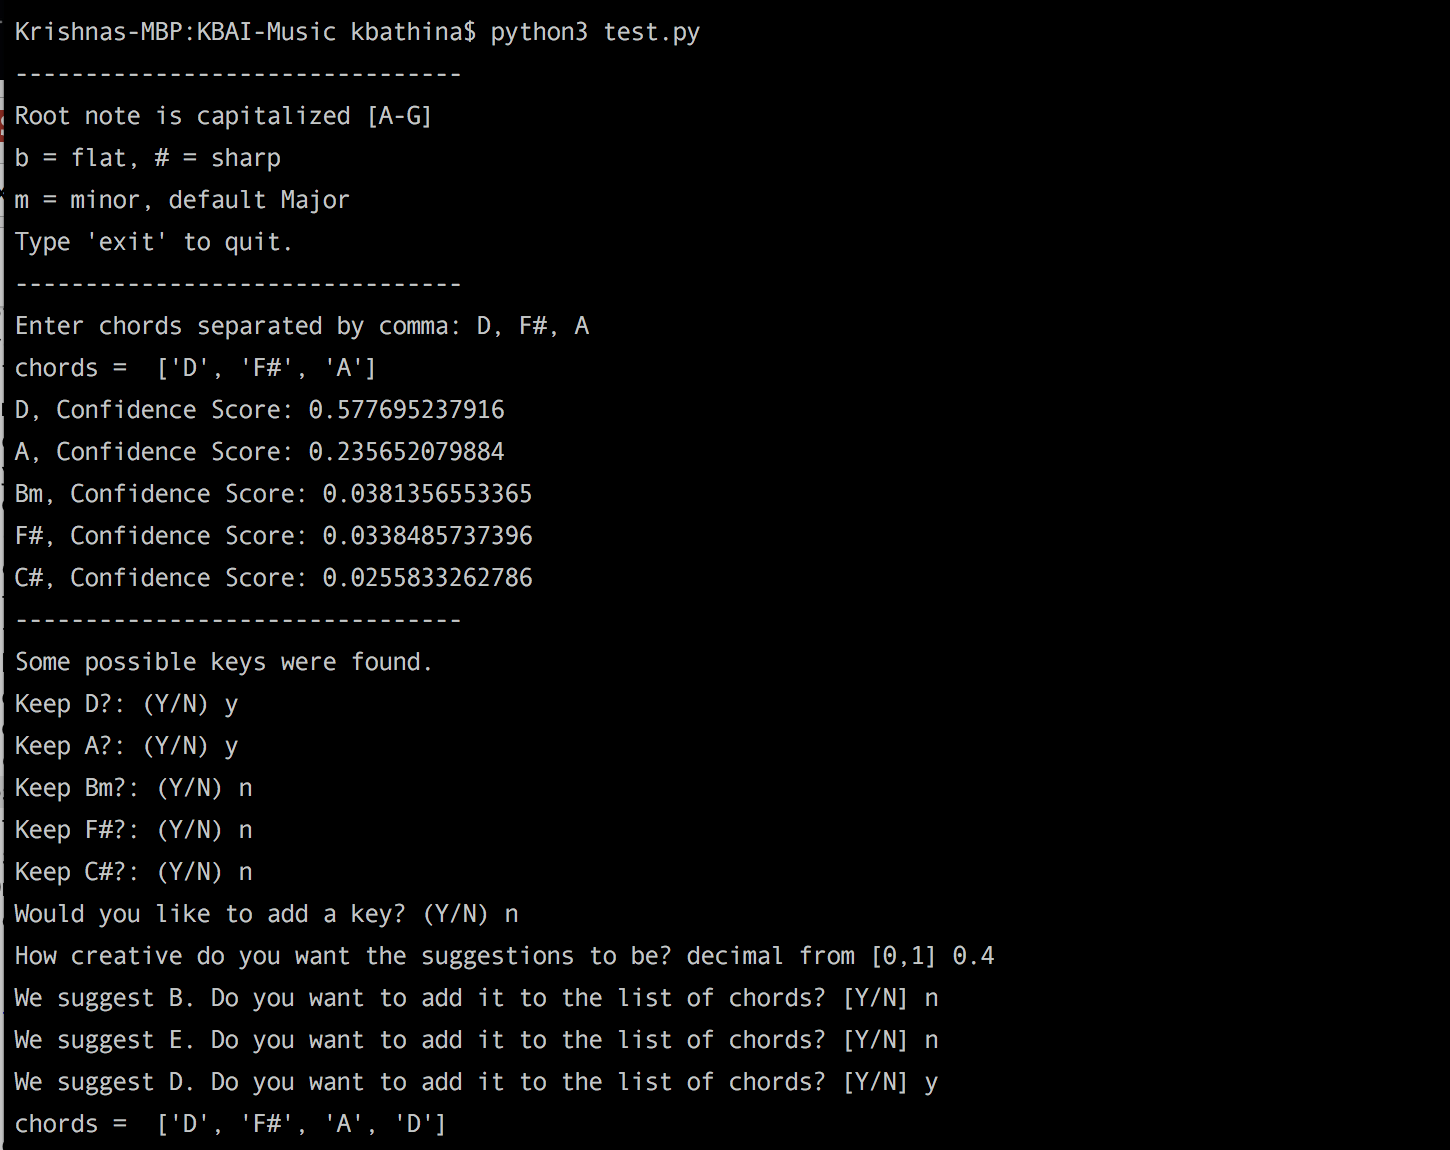 Krishnas-MBP:KBAI-Music kbathina$ python3 test.py
--------------------------------
Root note is capitalized [A-G]
b = flat, # = sharp
m = minor, default Major
Type 'exit' to quit.
--------------------------------
Enter chords separated by comma: D, F#, A
chords =  ['D', 'F#', 'A']
D, Confidence Score: 0.577695237916
A, Confidence Score: 0.235652079884
Bm, Confidence Score: 0.0381356553365
F#, Confidence Score: 0.0338485737396
C#, Confidence Score: 0.0255833262786
--------------------------------
Some possible keys were found.
Keep D?: (Y/N) y
Keep A?: (Y/N) y
Keep Bm?: (Y/N) n
Keep F#?: (Y/N) n
Keep C#?: (Y/N) n
Would you like to add a key? (Y/N) n
How creative do you want the suggestions to be? decimal from [0,1] 0.4
We suggest B. Do you want to add it to the list of chords? [Y/N] n
We suggest E. Do you want to add it to the list of chords? [Y/N] n
We suggest D. Do you want to add it to the list of chords? [Y/N] y
chords =  ['D', 'F#', 'A', 'D']